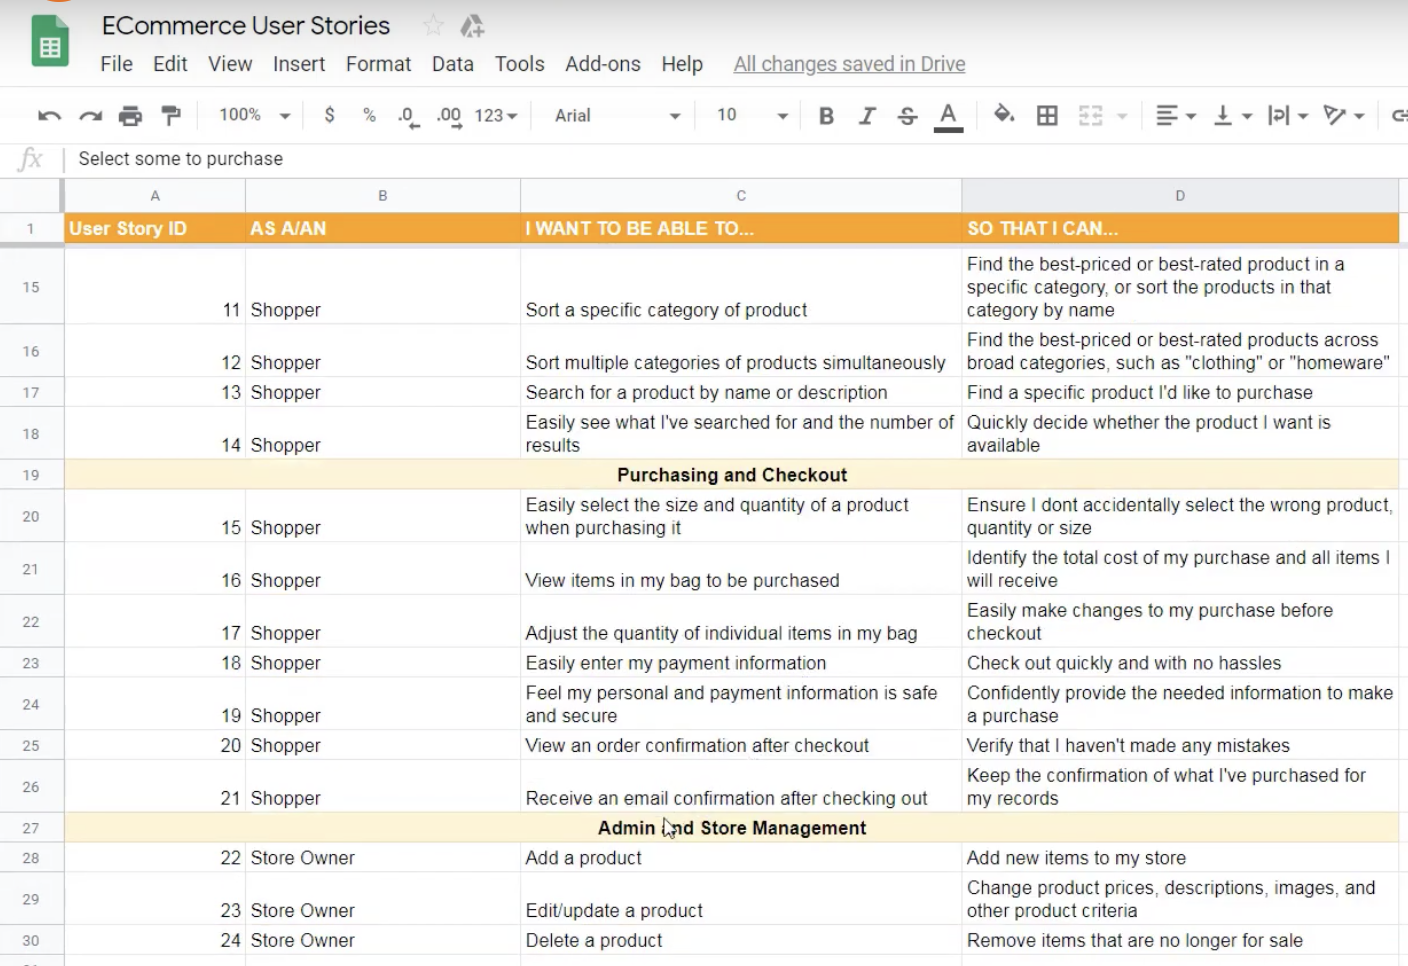 ECommerce User Stories
File Edit View Insert Format Data Tools Add-ons Help All changes saved in Drive
100% $ % .0 .00 123 Arial 10 B I S A
fx Select some to purchase
A B C D
1 User Story ID AS A/AN I WANT TO BE ABLE TO... SO THAT I CAN...
Find the best-priced or best-rated product in a
15 specific category, or sort the products in that
11 Shopper Sort a specific category of product category by name
16 Find the best-priced or best-rated products across
12 Shopper Sort multiple categories of products simultaneously broad categories, such as "clothing" or "homeware"
17 13 Shopper Search for a product by name or description Find a specific product I'd like to purchase
18 Easily see what I've searched for and the number of Quickly decide whether the product I want is
14 Shopper results available
19 Purchasing and Checkout
20 Easily select the size and quantity of a product Ensure I dont accidentally select the wrong product,
15 Shopper when purchasing it quantity or size
21 Identify the total cost of my purchase and all items I
16 Shopper View items in my bag to be purchased will receive
22 Easily make changes to my purchase before
17 Shopper Adjust the quantity of individual items in my bag checkout
23 18 Shopper Easily enter my payment information Check out quickly and with no hassles
24 Feel my personal and payment information is safe Confidently provide the needed information to make
19 Shopper and secure a purchase
25 20 Shopper View an order confirmation after checkout Verify that I haven't made any mistakes
26 Keep the confirmation of what I've purchased for
21 Shopper Receive an email confirmation after checking out my records
27 Admin and Store Management
28 22 Store Owner Add a product Add new items to my store
29 Change product prices, descriptions, images, and
23 Store Owner Edit/update a product other product criteria
30 24 Store Owner Delete a product Remove items that are no longer for sale